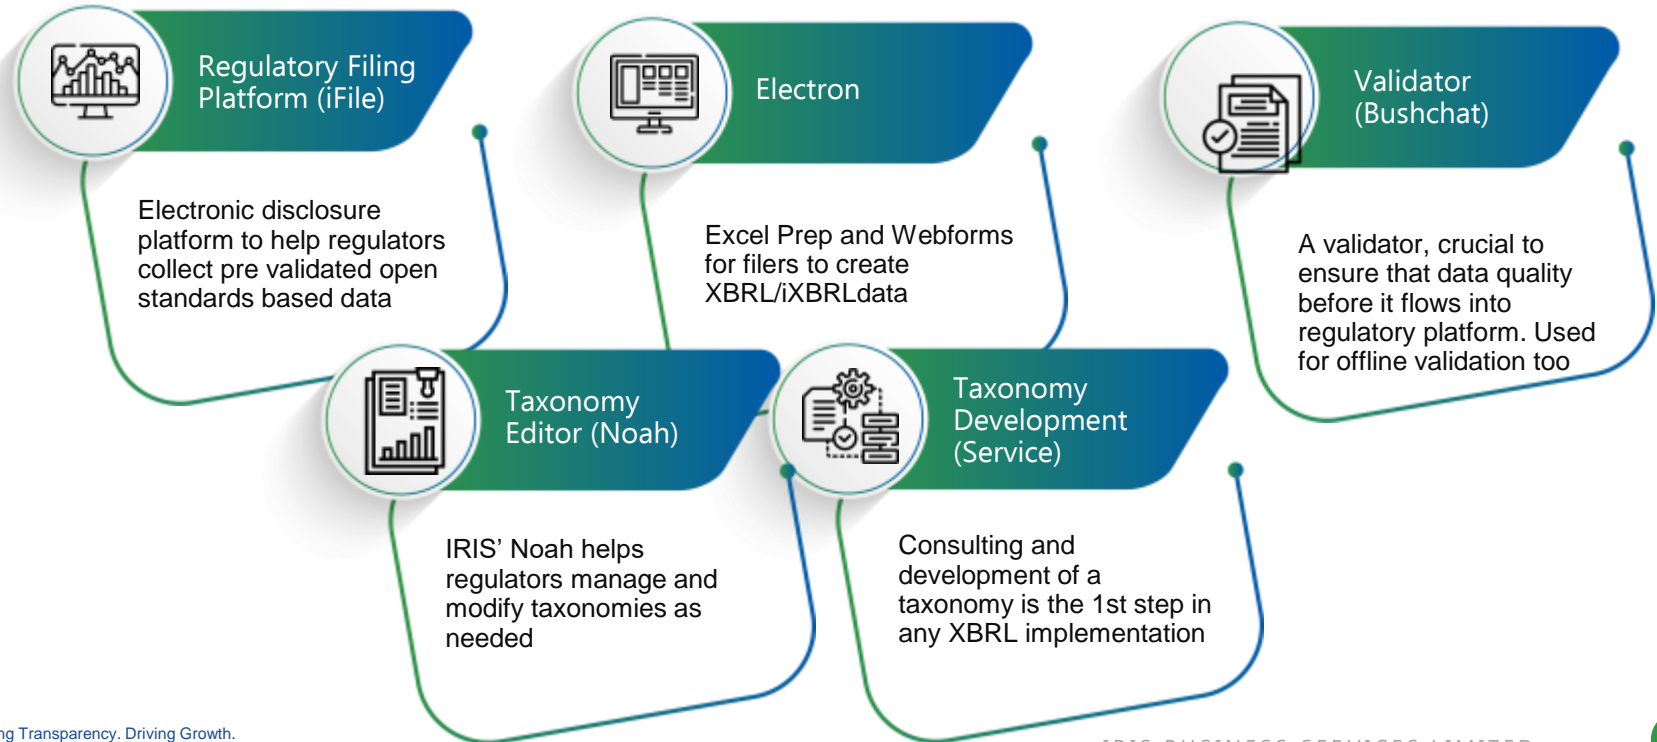 Regulatory Filing
Platform (iFile)
Electronic disclosure
platform to help regulators
collect pre validated open
standards based data
Electron
Excel Prep and Webforms
for filers to create
XBRL/iXBRLdata
Validator
(Bushchat)
A validator, crucial to
ensure that data quality
before it flows into
regulatory platform. Used
for offline validation too
Taxonomy
Editor (Noah)
IRIS’ Noah helps
regulators manage and
modify taxonomies as
needed
Taxonomy
Development
(Service)
Consulting and
development of a
taxonomy is the 1st step in
any XBRL implementation
Transparency. Driving Growth.
IRIS BUSINESS SERVICES LIMITED